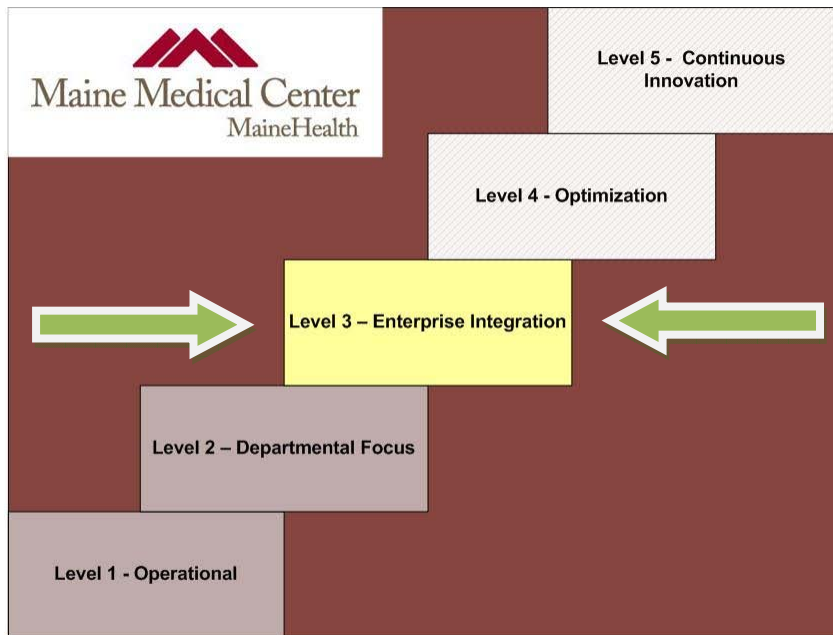 Maine Medical Center
MaineHealth
Level 5 -  Continuous
Innovation
Level 4 - Optimization
Level 3 – Enterprise Integration
Level 2 – Departmental Focus
Level 1 - Operational